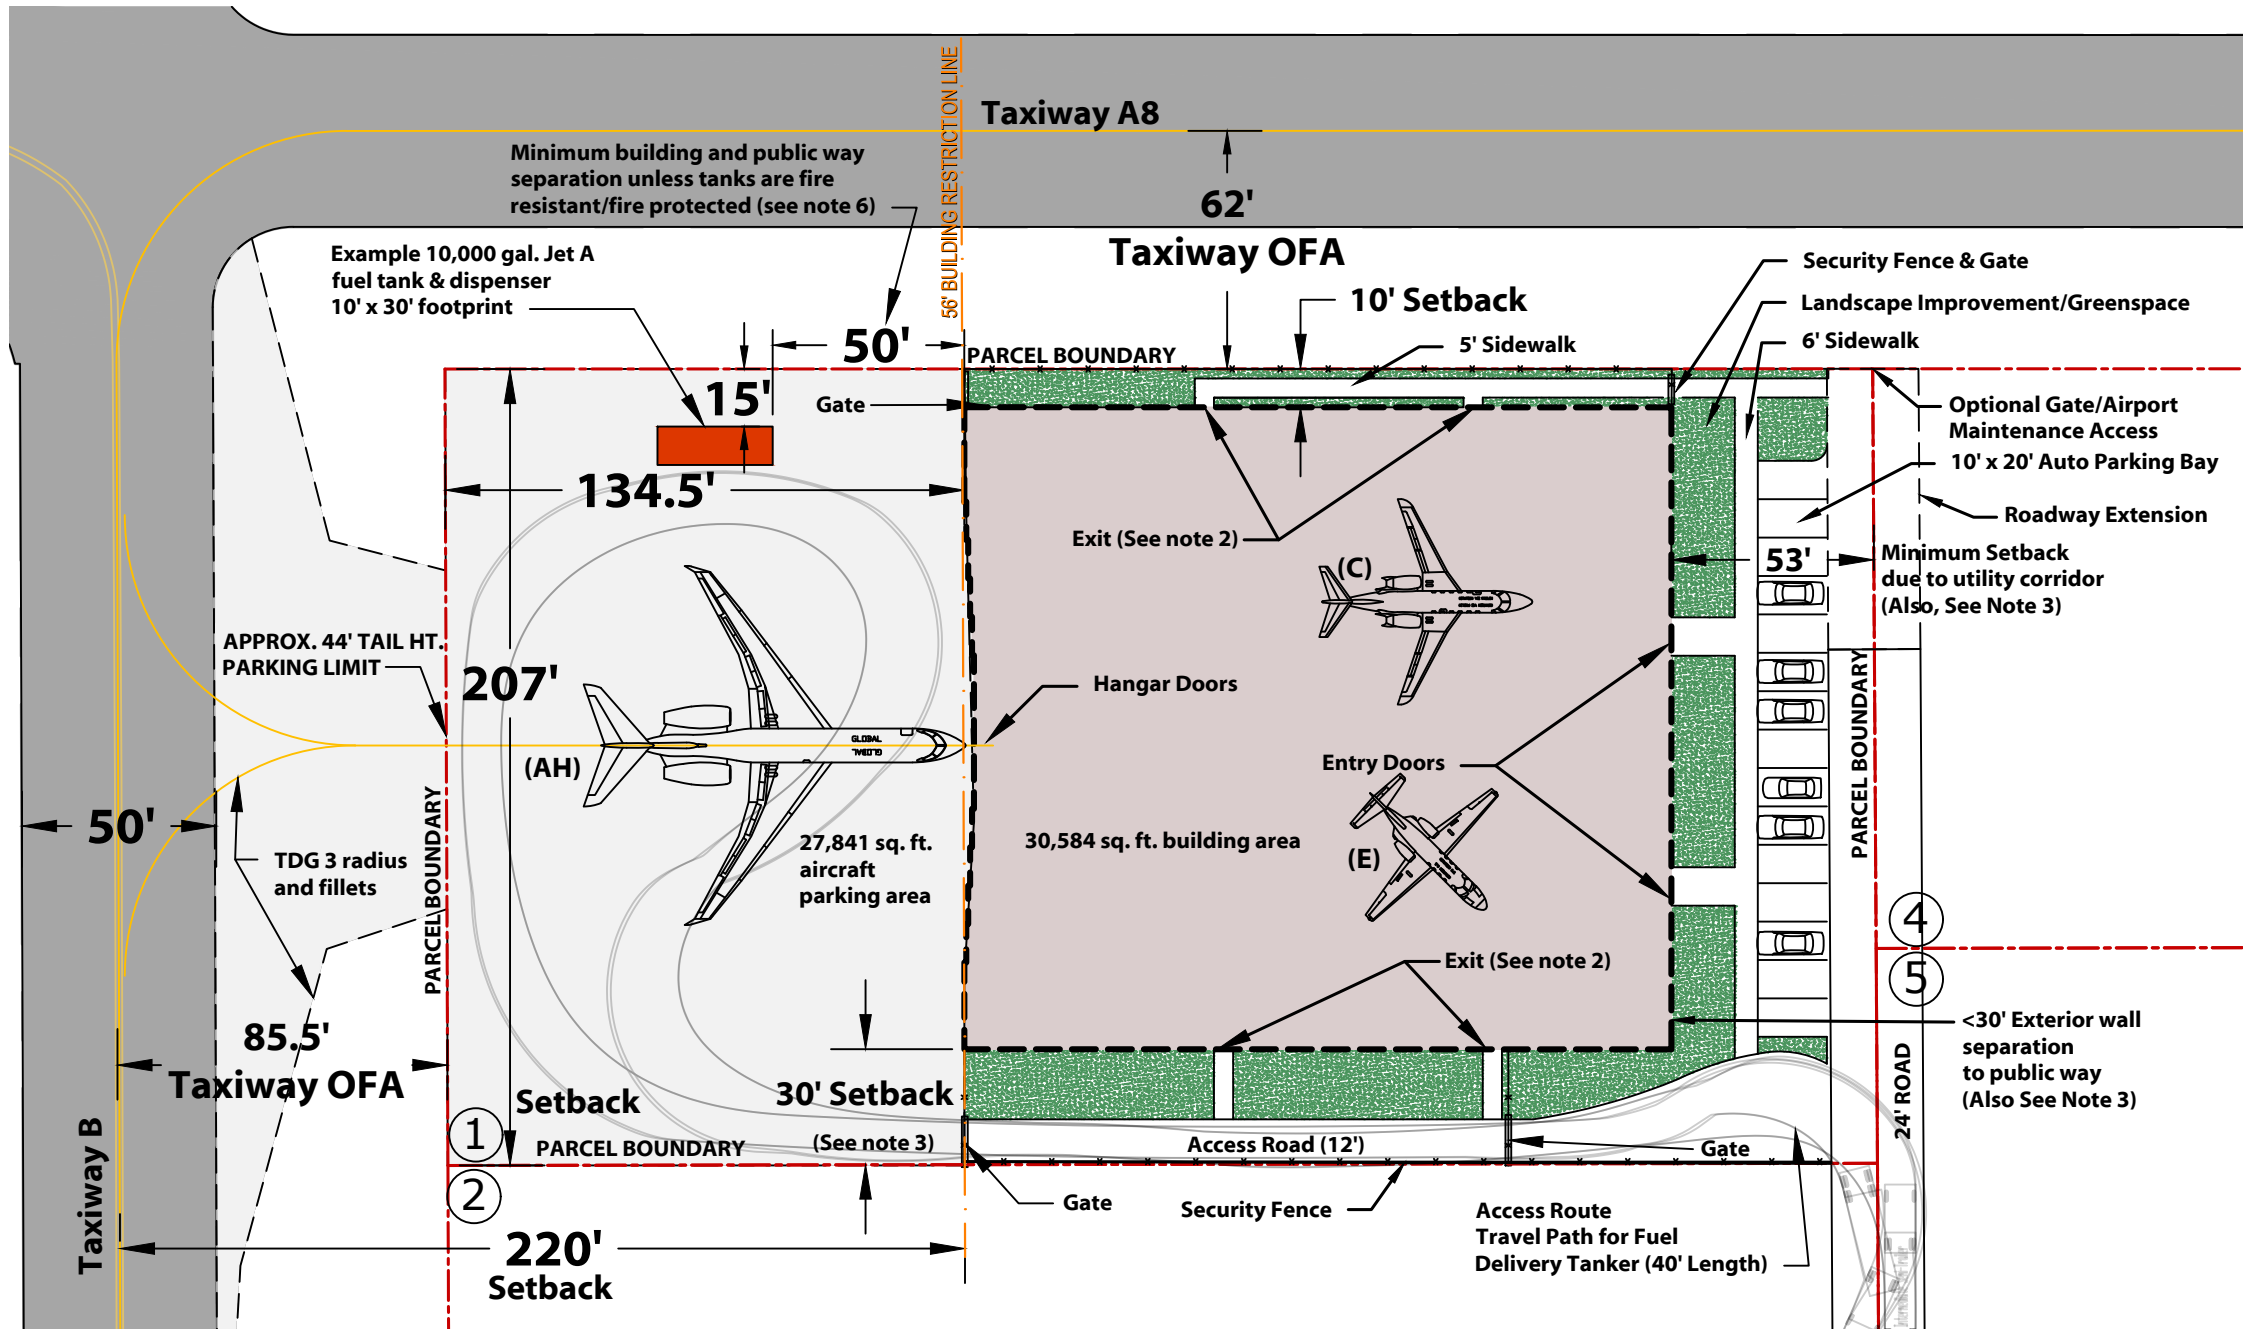 Taxiway A8
56' BUILDING RESTRICTION LINE
Minimum building and public way
separation unless tanks are fire
resistant/fire protected (see note 6)
62'
Taxiway OFA
Example 10,000 gal. Jet A
fuel tank & dispenser
10' x 30' footprint
Security Fence & Gate
10' Setback
Landscape Improvement/Greenspace
50'
PARCEL BOUNDARY
5' Sidewalk
6' Sidewalk
15'
Gate
Optional Gate/Airport
Maintenance Access
10' x 20' Auto Parking Bay
134.5'
Roadway Extension
Exit (See note 2)
(C)
53'
Minimum Setback
due to utility corridor
(Also, See Note 3)
APPROX. 44' TAIL HT.
PARKING LIMIT
207'
Hangar Doors
PARCEL BOUNDARY
GLOBAL
GLOBAL
(AH)
Entry Doors
50'
PARCEL BOUNDARY
27,841 sq. ft.
aircraft
parking area
30,584 sq. ft. building area
(E)
TDG 3 radius
and fillets
4
Exit (See note 2)
5
85.5'
Taxiway OFA
<30' Exterior wall
separation
to public way
(Also See Note 3)
24' ROAD
Setback
30' Setback
1
PARCEL BOUNDARY
(See note 3)
Access Road (12')
Gate
2
Taxiway B
Gate
Security Fence
Access Route
Travel Path for Fuel
Delivery Tanker (40' Length)
220'
Setback